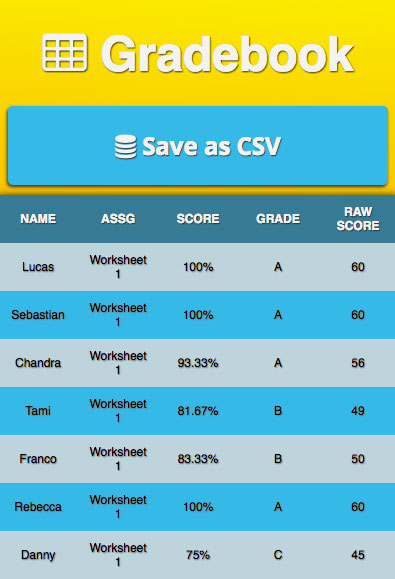 Gradebook
Save as CSV
NAME ASSG SCORE GRADE RAW SCORE
Lucas Worksheet 1 100% A 60
Sebastian Worksheet 1 100% A 60
Chandra Worksheet 1 93.33% A 56
Tami Worksheet 1 81.67% B 49
Franco Worksheet 1 83.33% B 50
Rebecca Worksheet 1 100% A 60
Danny Worksheet 1 75% C 45